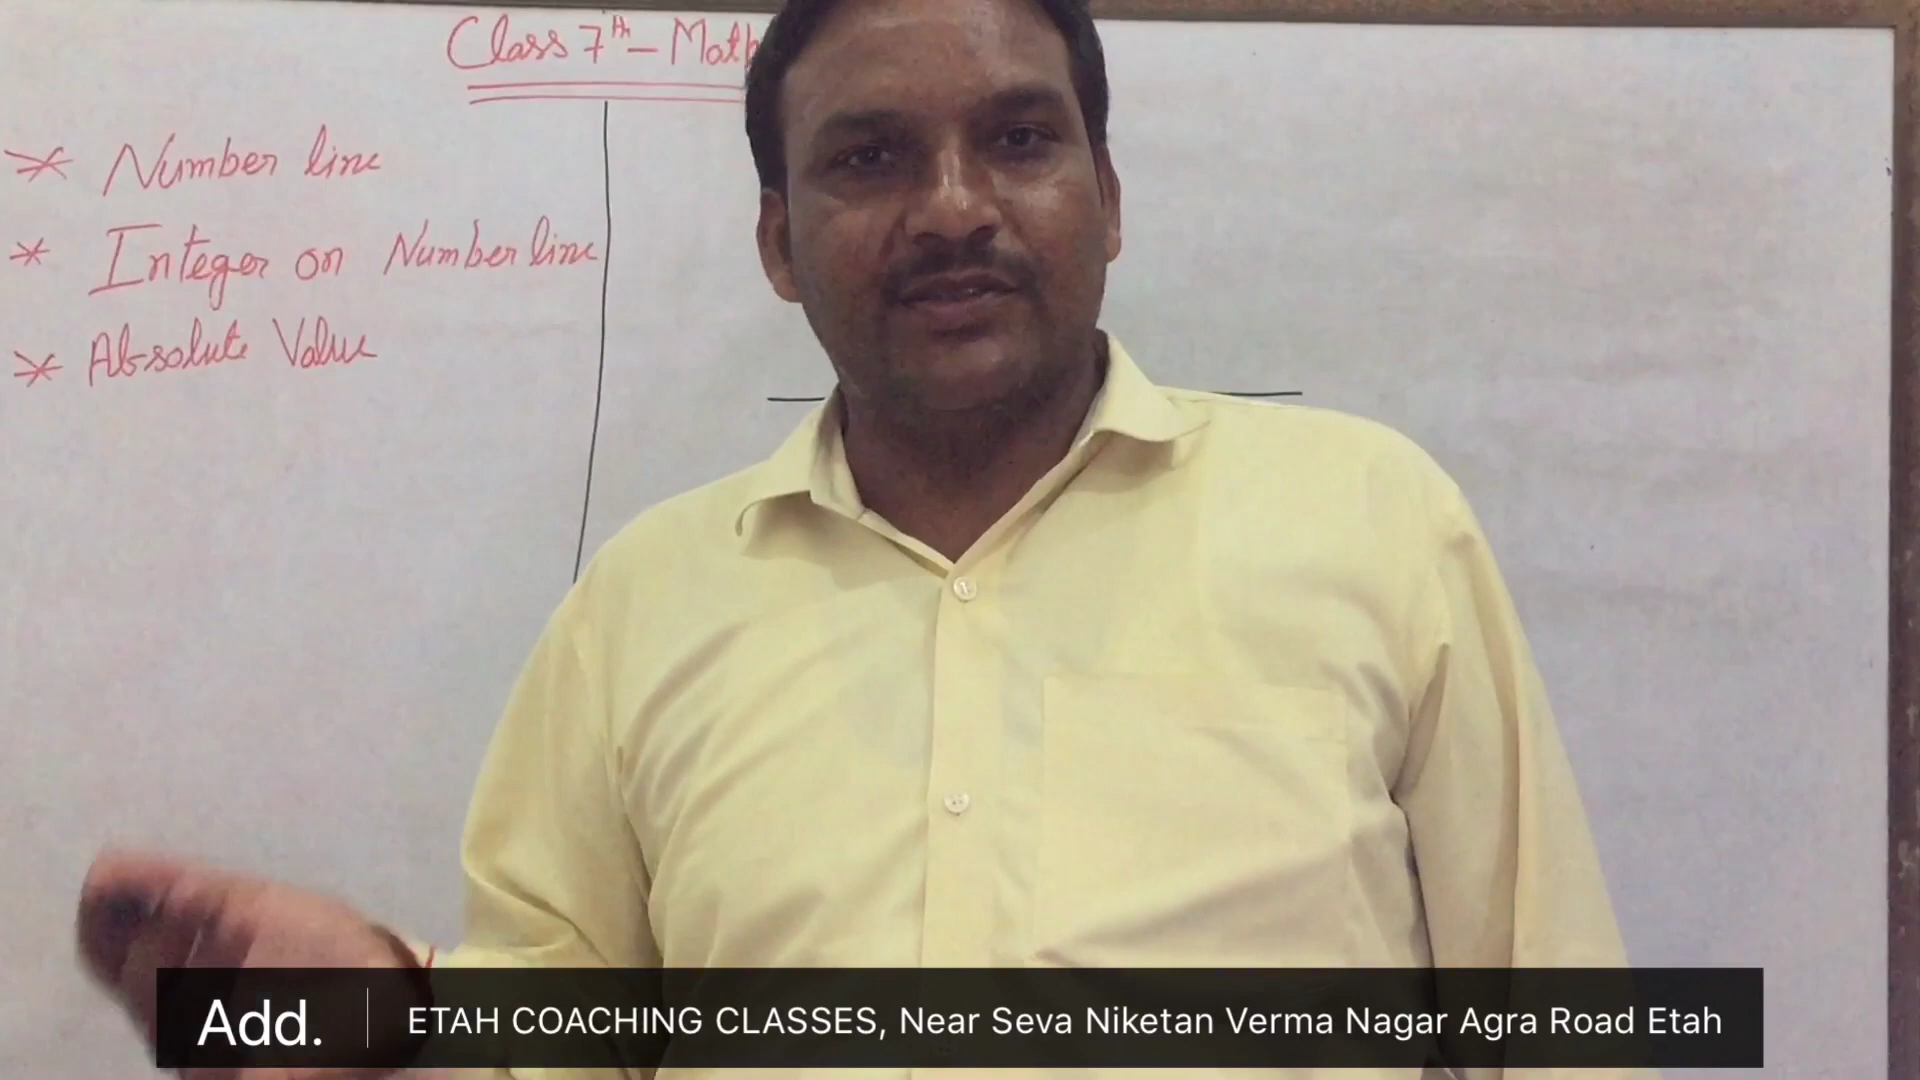 Class 7th - Math
* Number line
* Integer on Number line
* Absolute Value
Add. ETAH COACHING CLASSES, Near Seva Niketan Verma Nagar Agra Road Etah